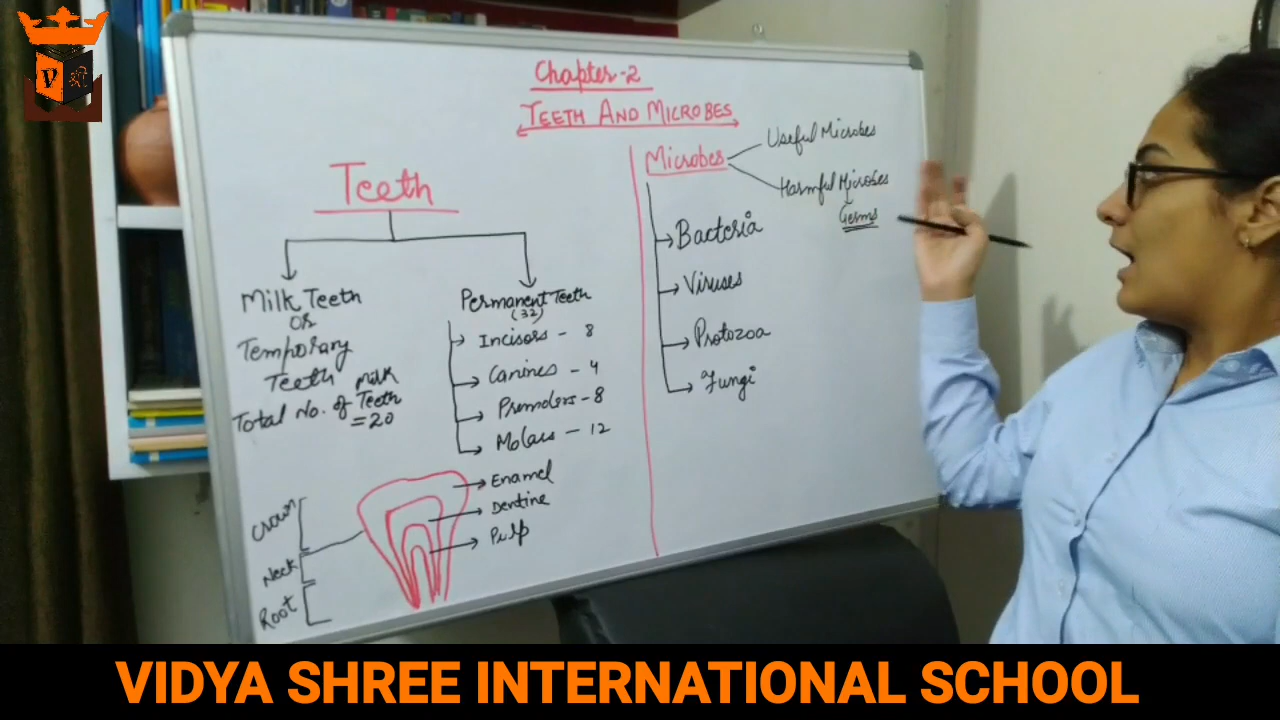 Chapter-2
TEETH AND MICROBES
Teeth
Milk Teeth
or
Temporary
Teeth
Total No. of Milk Teeth
=20
Permanent Teeth
(32)
Incisors - 8
Canines - 4
Premolers - 8
Molars - 12
Enamel
Dentine
Pulp
Crown
Neck
Root
Microbes
Useful Microbes
Harmful Microbes
Germs
Bacteria
Viruses
Protozoa
Fungi
V
VIDYA SHREE INTERNATIONAL SCHOOL